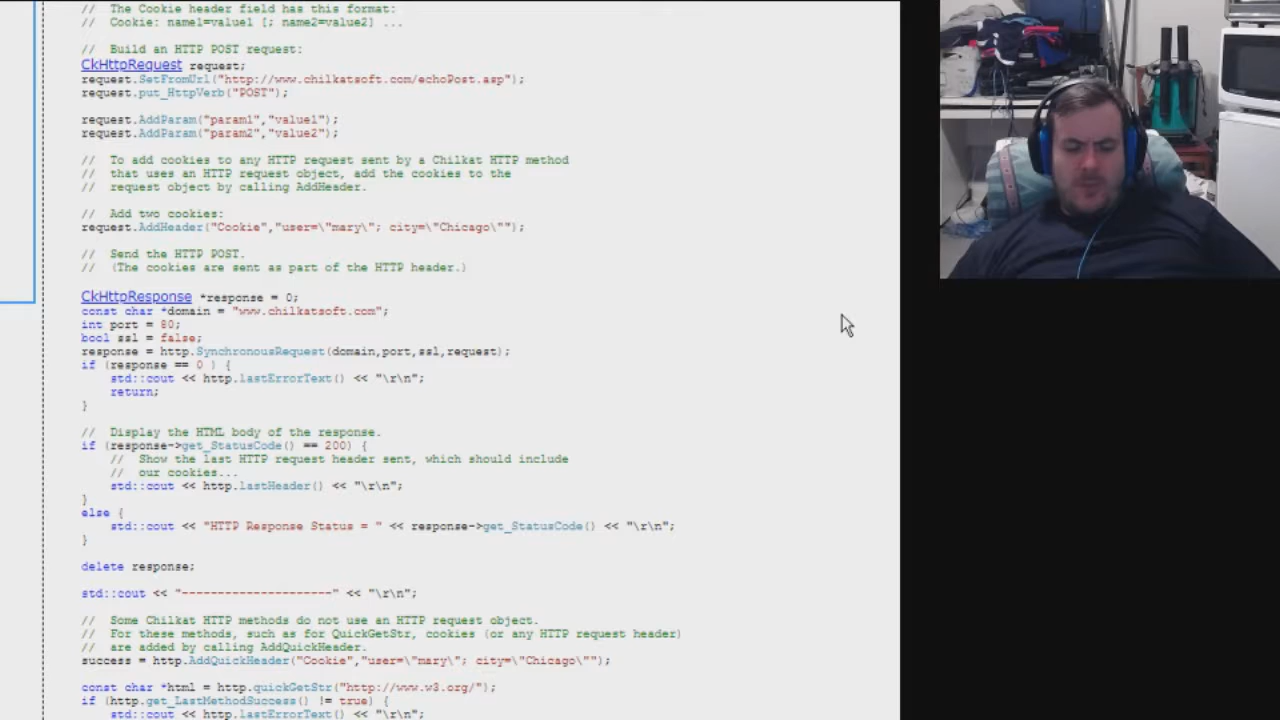 //  The Cookie header field has this format:
//  Cookie: name1=value1 [; name2=value2] ...
//  Build an HTTP POST request:
CkHttpRequest request;
request.SetFromUrl("http://www.chilkatsoft.com/echoPost.asp");
request.put_HttpVerb("POST");
request.AddParam("param1","value1");
request.AddParam("param2","value2");
//  To add cookies to any HTTP request sent by a Chilkat HTTP method
//  that uses an HTTP request object, add the cookies to the
//  request object by calling AddHeader.
//  Add two cookies:
request.AddHeader("Cookie","user=\"mary\"; city=\"Chicago\"");
//  Send the HTTP POST.
//  (The cookies are sent as part of the HTTP header.)
CkHttpResponse *response = 0;
const char *domain = "www.chilkatsoft.com";
int port = 80;
bool ssl = false;
response = http.SynchronousRequest(domain,port,ssl,request);
if (response == 0 ) {
    std::cout << http.lastErrorText() << "\r\n";
    return;
}
//  Display the HTML body of the response.
if (response->get_StatusCode() == 200) {
    //  Show the last HTTP request header sent, which should include
    //  our cookies...
    std::cout << http.lastHeader() << "\r\n";
}
else {
    std::cout << "HTTP Response Status = " << response->get_StatusCode() << "\r\n";
}
delete response;
std::cout << "---------------------" << "\r\n";
//  Some Chilkat HTTP methods do not use an HTTP request object.
//  For these methods, such as for QuickGetStr, cookies (or any HTTP request header)
//  are added by calling AddQuickHeader.
success = http.AddQuickHeader("Cookie","user=\"mary\"; city=\"Chicago\"");
const char *html = http.quickGetStr("http://www.w3.org/");
if (http.get_LastMethodSuccess() != true) {
    std::cout << http.lastErrorText() << "\r\n";